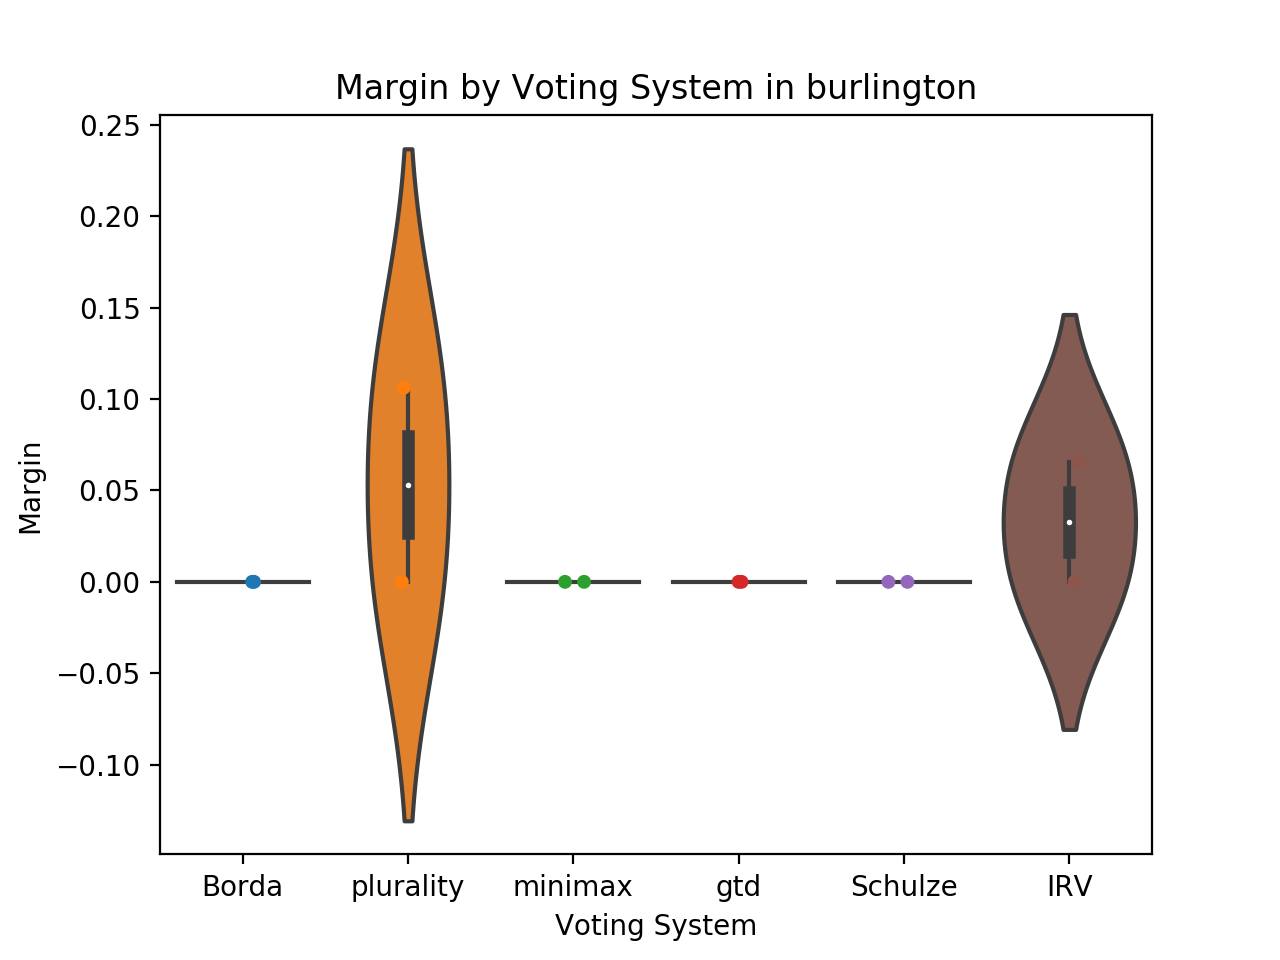 Margin by Voting System in burlington
0.25
0.20
0.15
0.10
0.05
0.00
−0.05
−0.10
Margin
Borda plurality minimax gtd Schulze IRV
Voting System